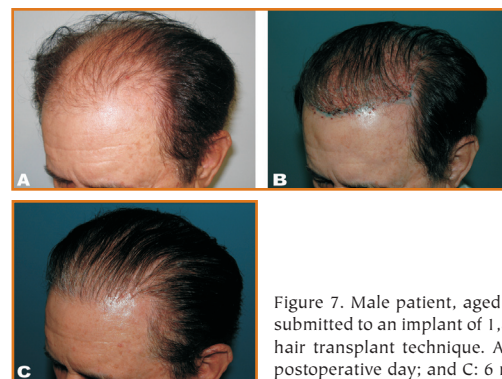 A
B
C
Figure 7. Male patient, aged
submitted to an implant of 1,
hair transplant technique. A
postoperative day; and C: 6